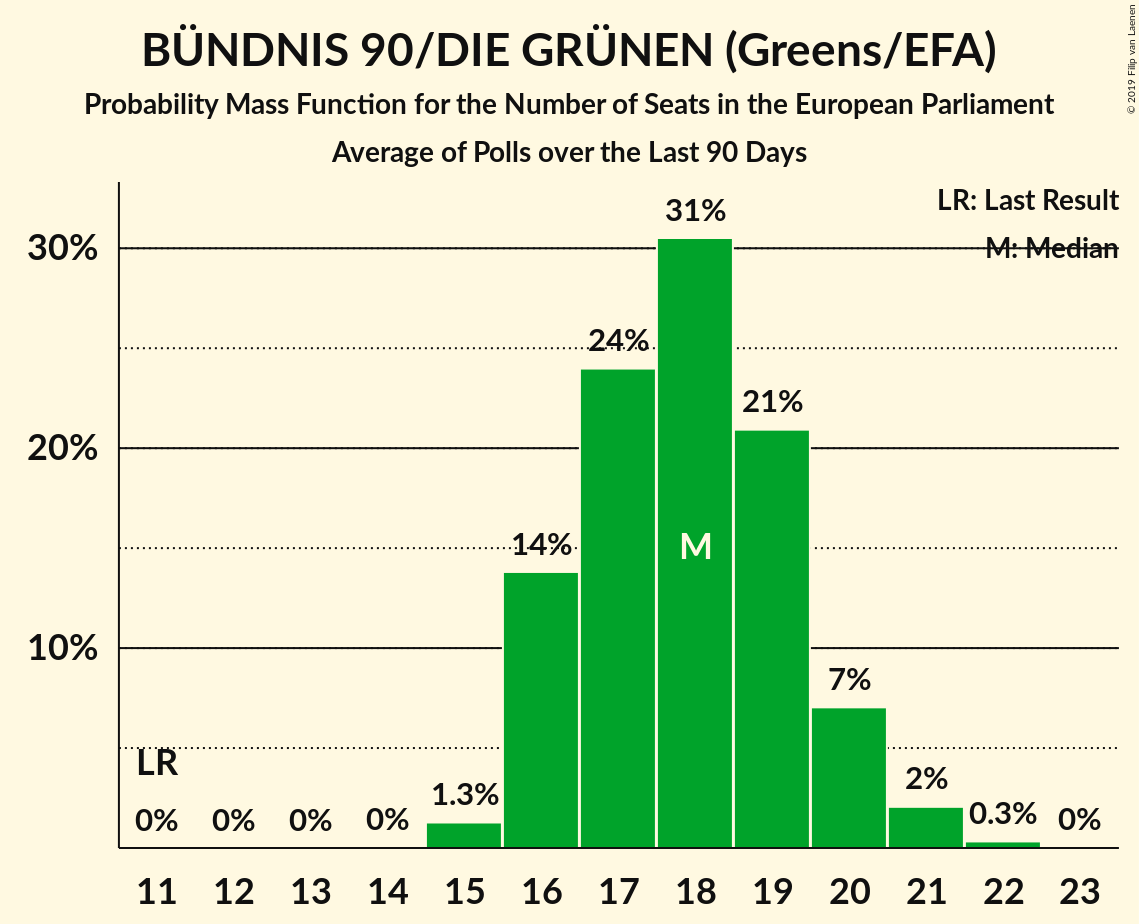 BÜNDNIS 90/DIE GRÜNEN (Greens/EFA)
Probability Mass Function for the Number of Seats in the European Parliament
Average of Polls over the Last 90 Days
© 2019 Filip van Laenen
LR: Last Result
M: Median
30%
20%
10%
31%
24%
21%
14%
M
7%
LR
0%
0%
0%
0%
1.3%
2%
0.3%
0%
11 12 13 14 15 16 17 18 19 20 21 22 23